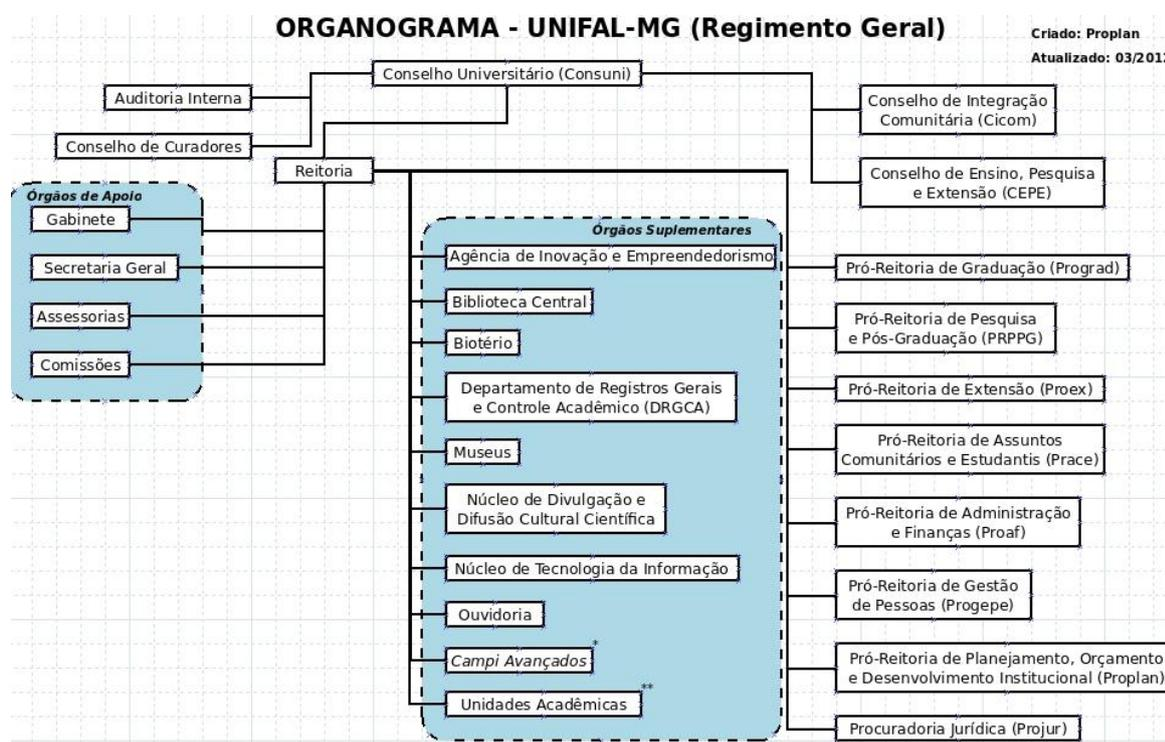 ORGANOGRAMA - UNIFAL-MG (Regimento Geral)
Criado: Proplan
Atualizado: 03/201
Conselho Universitário (Consuni)
Auditoria Interna
Conselho de Curadores
Reitoria
Conselho de Integração
Comunitária (Cicom)
Conselho de Ensino, Pesquisa
e Extensão (CEPE)
Órgãos de Apoio
Gabinete
Secretaria Geral
Assessorias
Comissões
Órgãos Suplementares
Agência de Inovação e Empreendedorismo
Biblioteca Central
Biotério
Departamento de Registros Gerais
e Controle Acadêmico (DRGCA)
Museus
Núcleo de Divulgação e
Difusão Cultural Científica
Núcleo de Tecnologia da Informação
Ouvidoria
Campi Avançados *
Unidades Acadêmicas **
Pró-Reitoria de Graduação (Prograd)
Pró-Reitoria de Pesquisa
e Pós-Graduação (PRPPG)
Pró-Reitoria de Extensão (Proex)
Pró-Reitoria de Assuntos
Comunitários e Estudantis (Prace)
Pró-Reitoria de Administração
e Finanças (Proaf)
Pró-Reitoria de Gestão
de Pessoas (Progepe)
Pró-Reitoria de Planejamento, Orçamento
e Desenvolvimento Institucional (Proplan)
Procuradoria Jurídica (Projur)